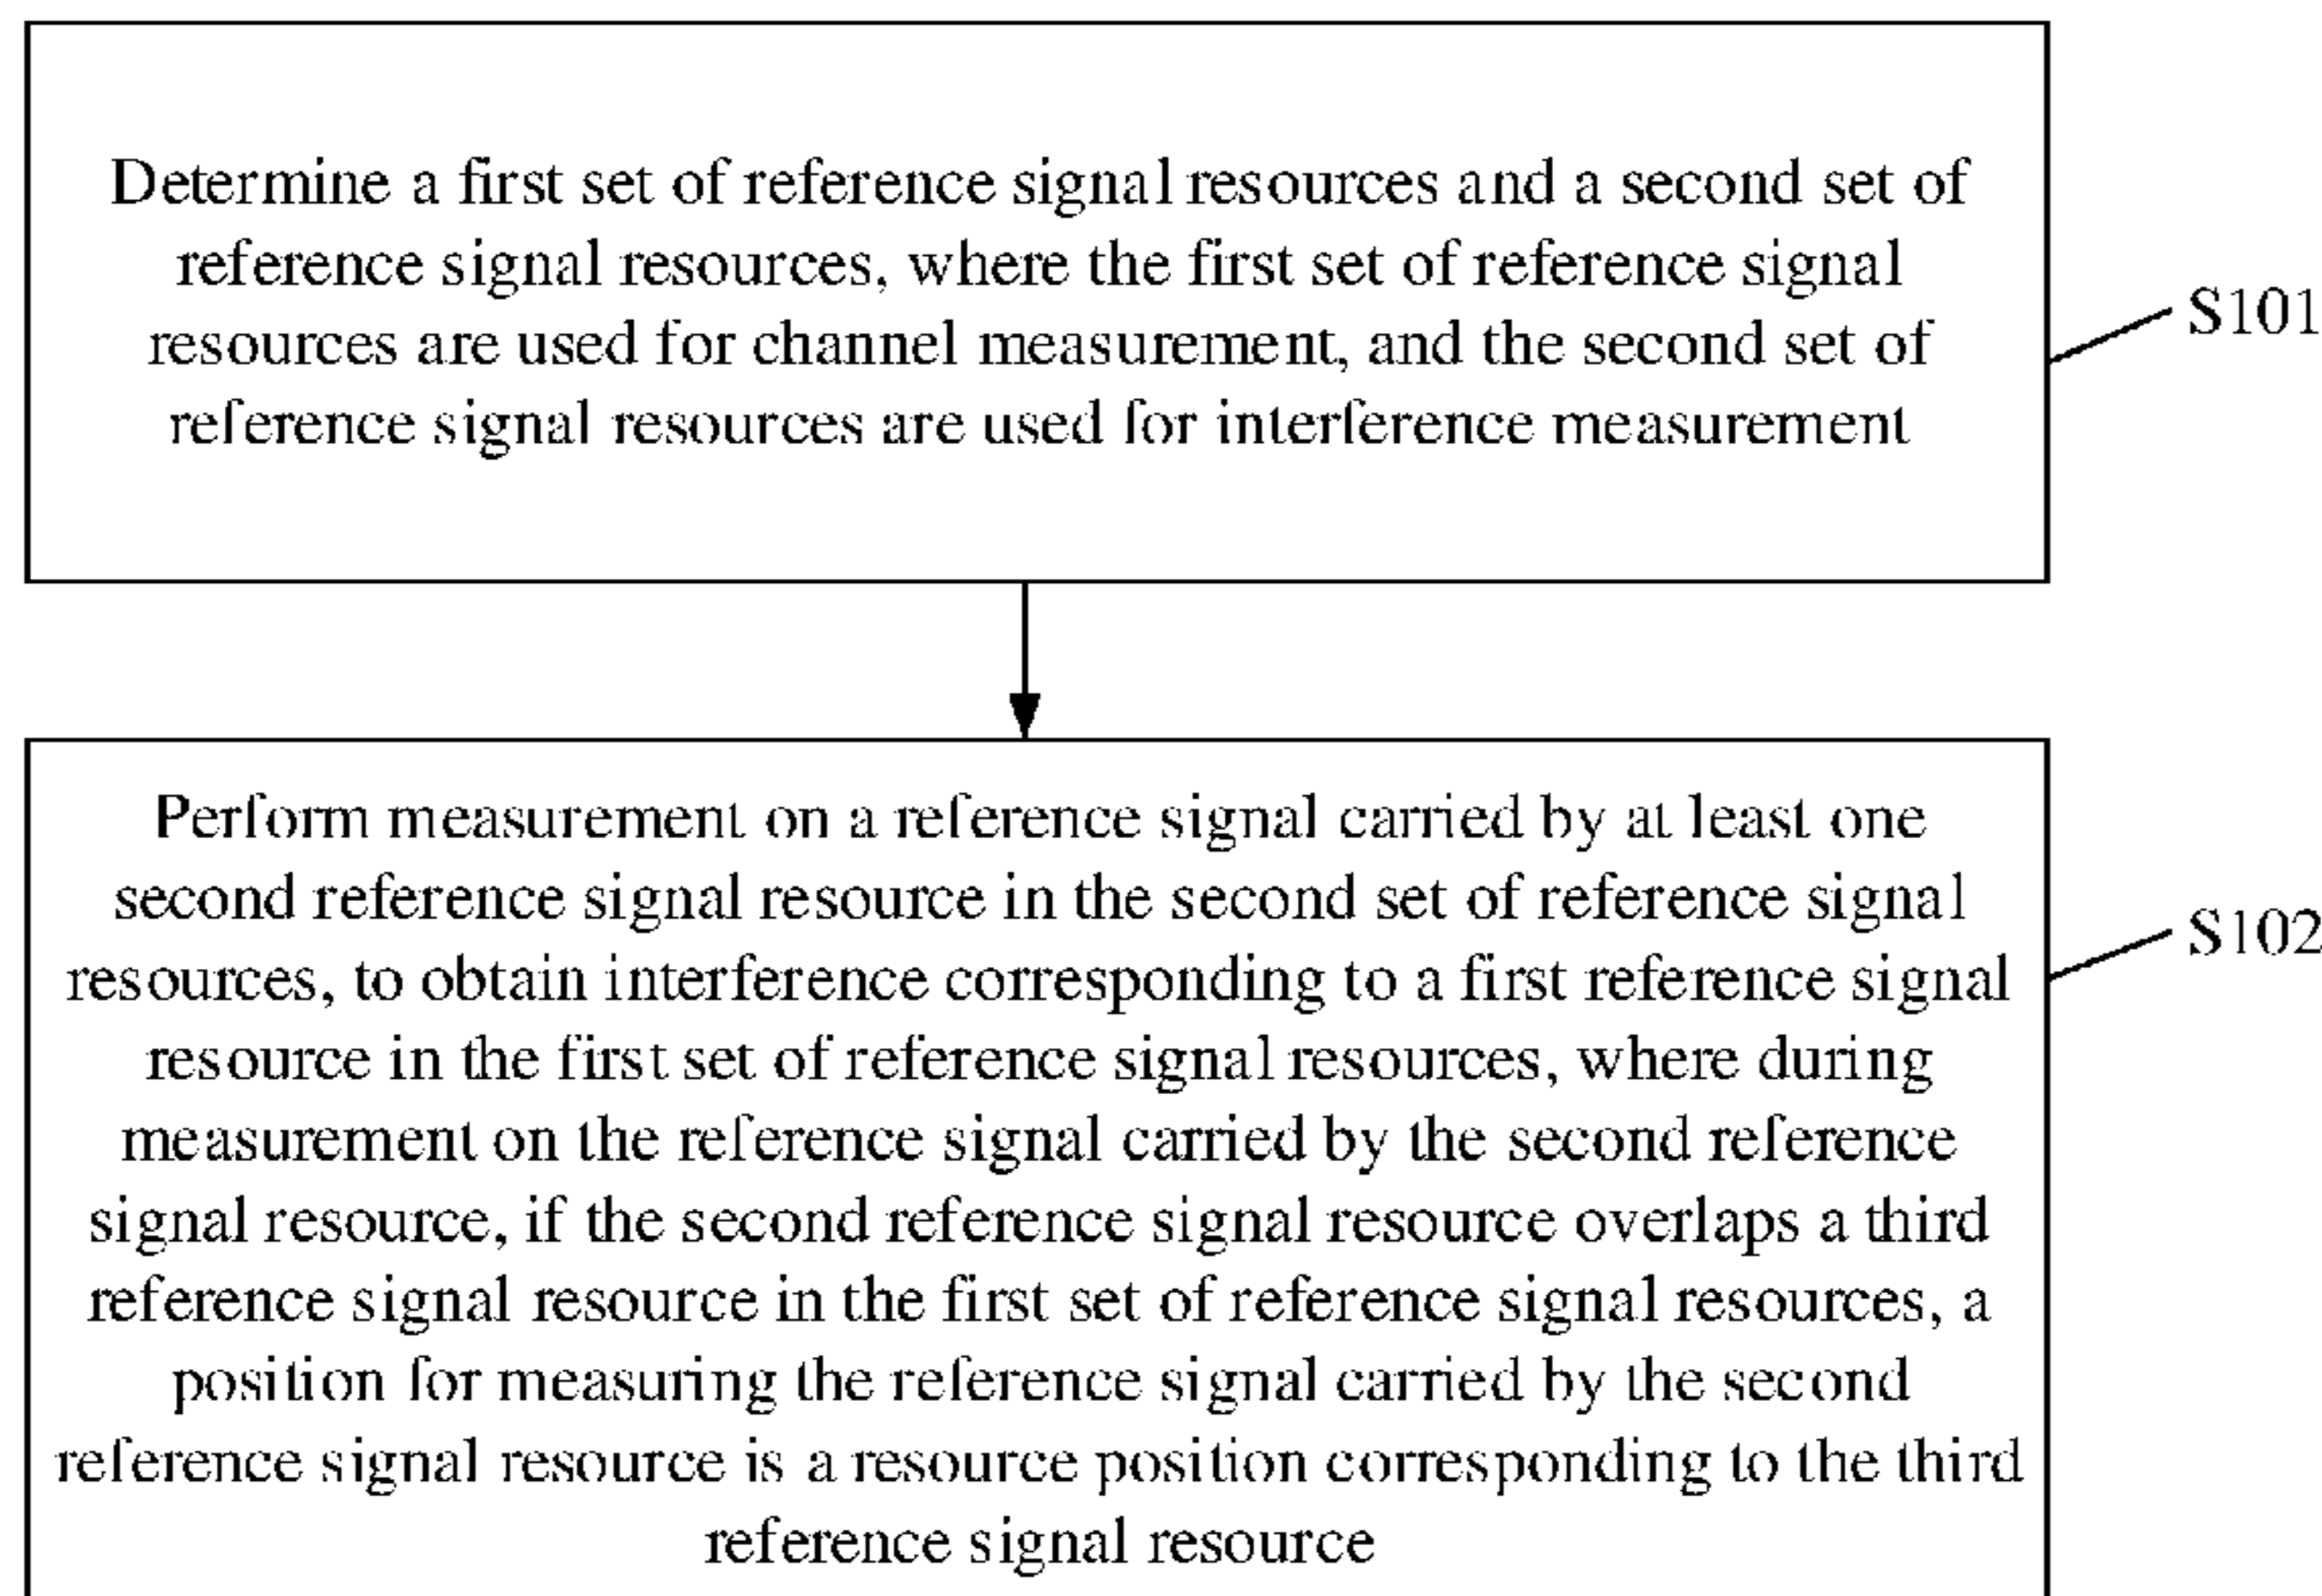 Determine a first set of reference signal resources and a second set of
reference signal resources, where the first set of reference signal
resources are used for channel measurement, and the second set of
reference signal resources are used for interference measurement
S101
Perform measurement on a reference signal carried by at least one
second reference signal resource in the second set of reference signal
resources, to obtain interference corresponding to a first reference signal
resource in the first set of reference signal resources, where during
measurement on the reference signal carried by the second reference
signal resource, if the second reference signal resource overlaps a third
reference signal resource in the first set of reference signal resources, a
position for measuring the reference signal carried by the second
reference signal resource is a resource position corresponding to the third
reference signal resource
S102